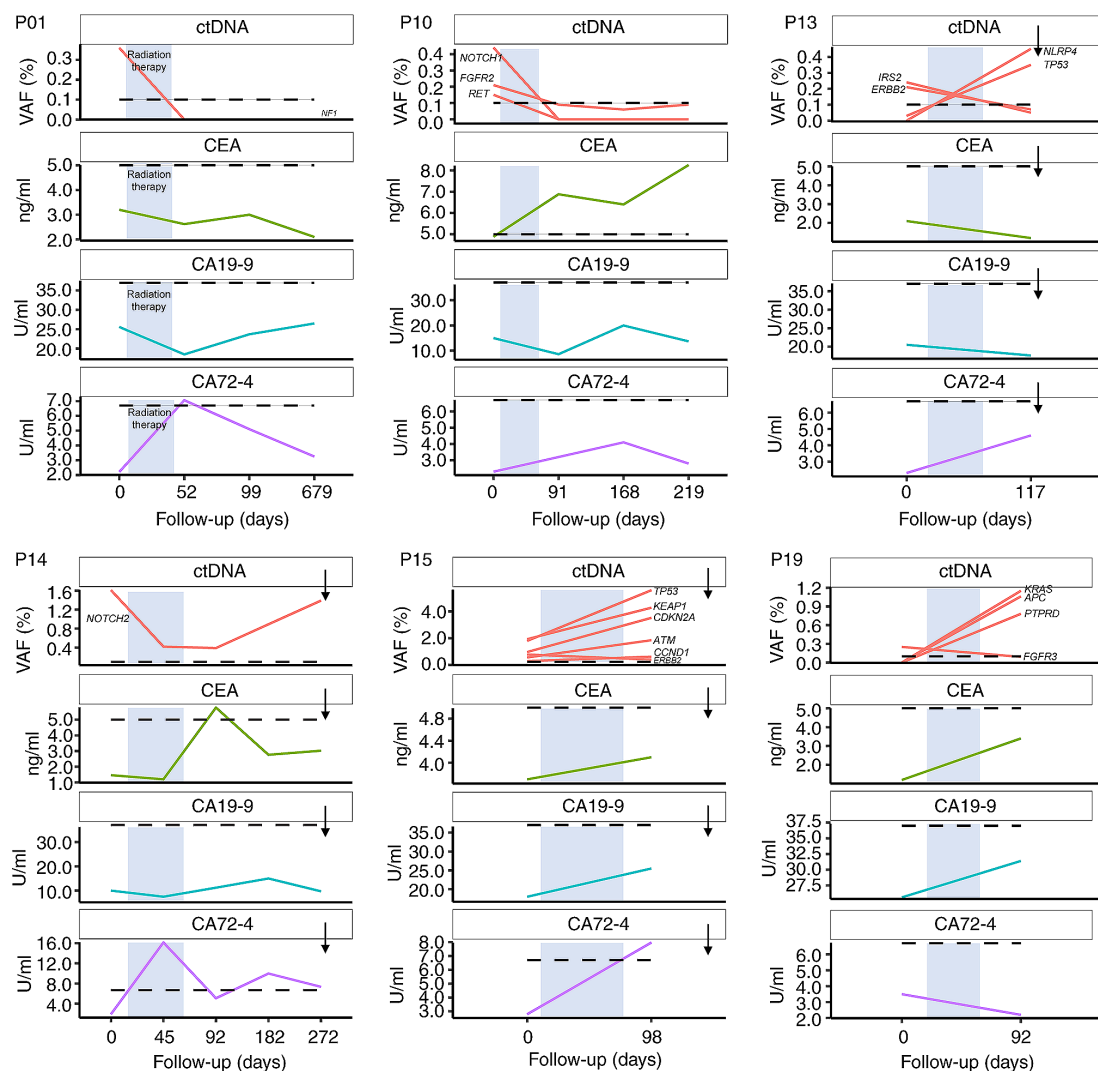 P01
ctDNA
VAF (%)
0.3
0.2
0.1
0.0
Radiation
therapy
NF1
CEA
ng/ml
5.0
4.0
3.0
2.0
Radiation
therapy
CA19-9
U/ml
35.0
30.0
25.0
20.0
Radiation
therapy
CA72-4
U/ml
7.0
6.0
5.0
4.0
3.0
2.0
Radiation
therapy
0 52 99 679
Follow-up (days)
P10
ctDNA
VAF (%)
0.4
0.3
0.2
0.1
0.0
NOTCH1
FGFR2
RET
CEA
ng/ml
8.0
7.0
6.0
5.0
CA19-9
U/ml
30.0
20.0
10.0
CA72-4
U/ml
6.0
5.0
4.0
3.0
0 91 168 219
Follow-up (days)
P13
ctDNA
VAF (%)
0.4
0.3
0.2
0.1
0.0
IRS2
ERBB2
NLRP4
TP53
CEA
ng/ml
5.0
4.0
3.0
2.0
CA19-9
U/ml
35.0
30.0
25.0
20.0
CA72-4
U/ml
6.0
5.0
4.0
3.0
0 117
Follow-up (days)
P14
ctDNA
VAF (%)
1.6
1.2
0.8
0.4
NOTCH2
CEA
ng/ml
5.0
4.0
3.0
2.0
1.0
CA19-9
U/ml
30.0
20.0
10.0
CA72-4
U/ml
16.0
12.0
8.0
4.0
0 45 92 182 272
Follow-up (days)
P15
ctDNA
VAF (%)
4.0
2.0
0.0
TP53
KEAP1
CDKN2A
ATM
CCND1
ERBB2
CEA
ng/ml
4.8
4.4
4.0
CA19-9
U/ml
35.0
30.0
25.0
20.0
CA72-4
U/ml
8.0
7.0
6.0
5.0
4.0
3.0
0 98
Follow-up (days)
P19
ctDNA
VAF (%)
1.2
0.9
0.6
0.3
0.0
KRAS
APC
PTPRD
FGFR3
CEA
ng/ml
5.0
4.0
3.0
2.0
CA19-9
U/ml
37.5
35.0
32.5
30.0
27.5
CA72-4
U/ml
6.0
5.0
4.0
3.0
2.0
0 92
Follow-up (days)